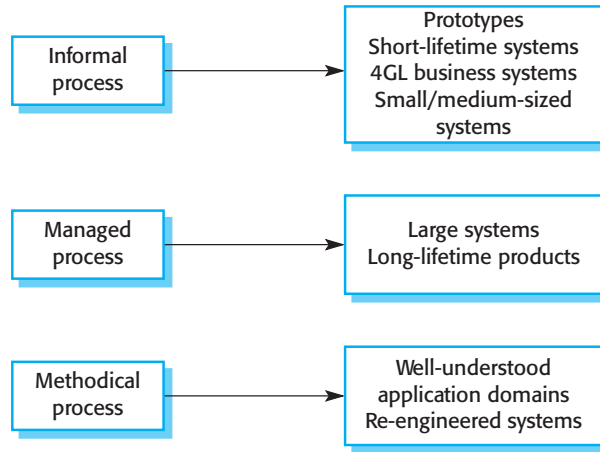 Informal
process
Prototypes
Short-lifetime systems
4GL business systems
Small/medium-sized
systems
Managed
process
Large systems
Long-lifetime products
Methodical
process
Well-understood
application domains
Re-engineered systems